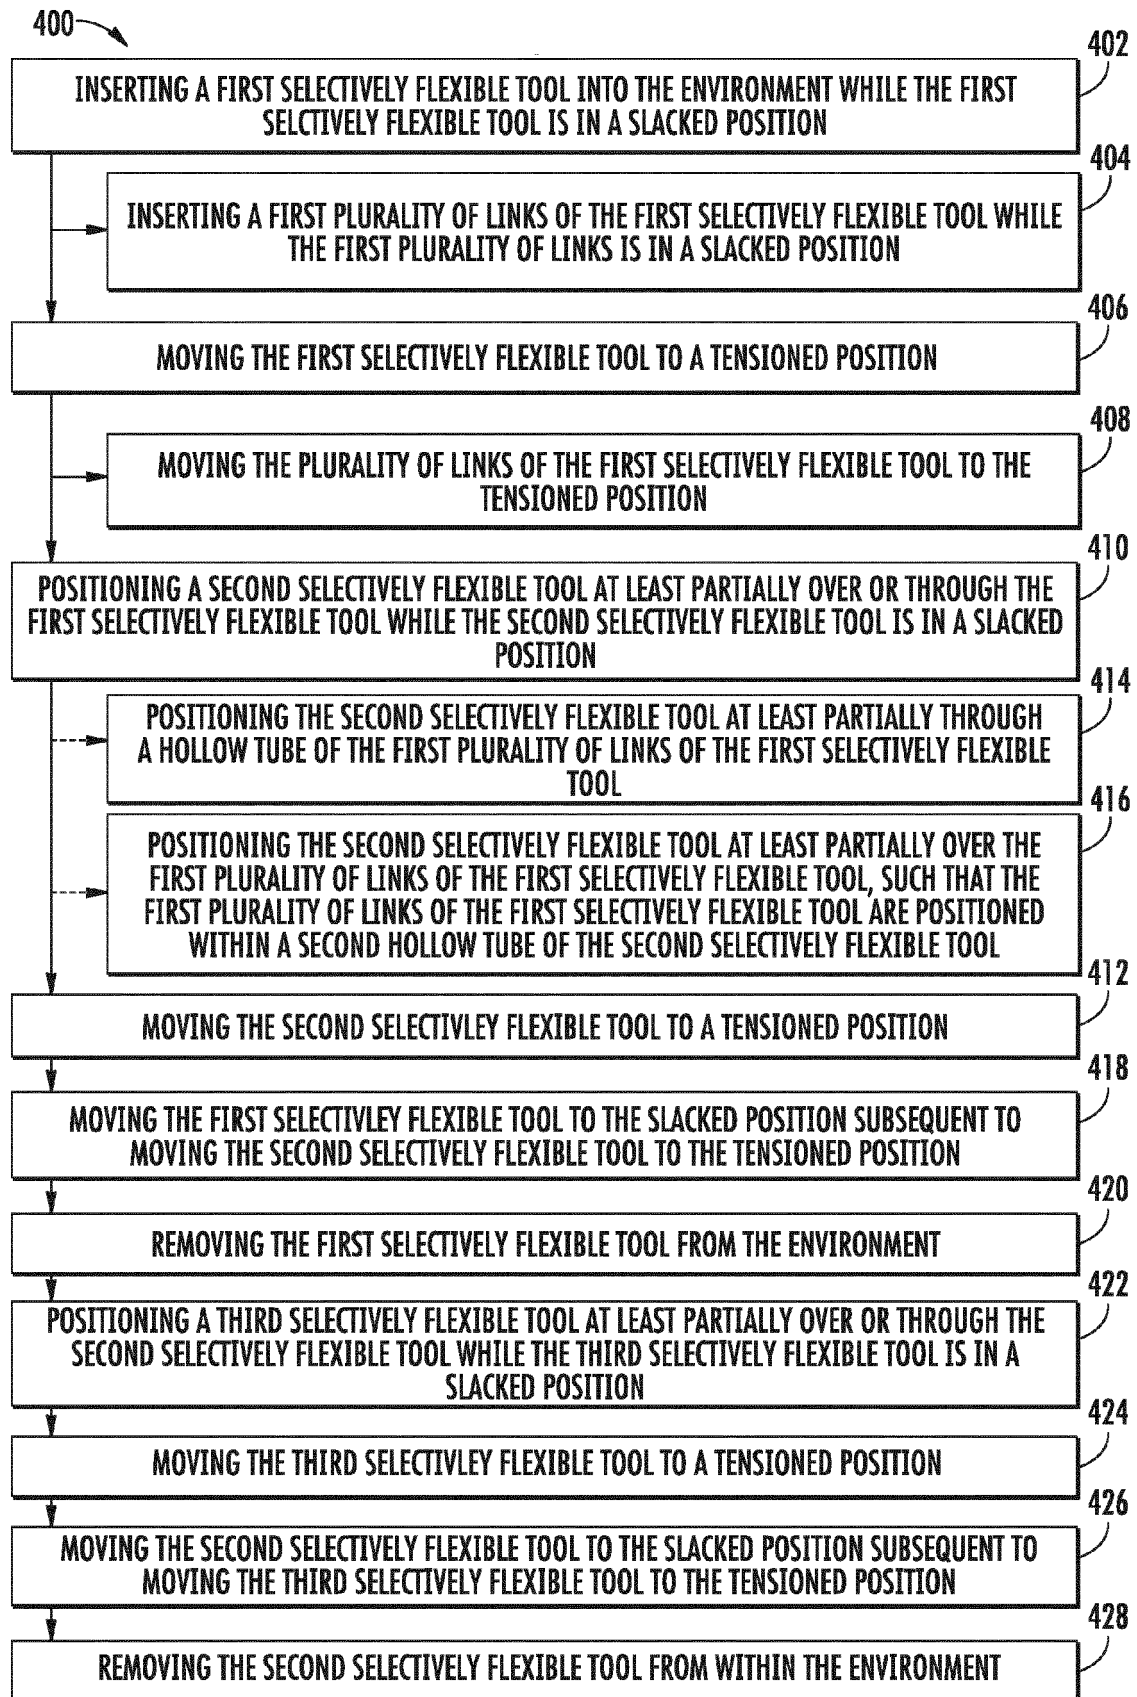 400
402
INSERTING A FIRST SELECTIVELY FLEXIBLE TOOL INTO THE ENVIRONMENT WHILE THE FIRST
SELCTIVELY FLEXIBLE TOOL IS IN A SLACKED POSITION
404
INSERTING A FIRST PLURALITY OF LINKS OF THE FIRST SELECTIVELY FLEXIBLE TOOL WHILE
THE FIRST PLURALITY OF LINKS IS IN A SLACKED POSITION
406
MOVING THE FIRST SELECTIVELY FLEXIBLE TOOL TO A TENSIONED POSITION
408
MOVING THE PLURALITY OF LINKS OF THE FIRST SELECTIVELY FLEXIBLE TOOL TO THE
TENSIONED POSITION
410
POSITIONING A SECOND SELECTIVELY FLEXIBLE TOOL AT LEAST PARTIALLY OVER OR THROUGH THE
FIRST SELECTIVELY FLEXIBLE TOOL WHILE THE SECOND SELECTIVELY FLEXIBLE TOOL IS IN A SLACKED
POSITION
414
POSITIONING THE SECOND SELECTIVELY FLEXIBLE TOOL AT LEAST PARTIALLY THROUGH
A HOLLOW TUBE OF THE FIRST PLURALITY OF LINKS OF THE FIRST SELECTIVELY FLEXIBLE
TOOL
416
POSITIONING THE SECOND SELECTIVELY FLEXIBLE TOOL AT LEAST PARTIALLY OVER THE
FIRST PLURALITY OF LINKS OF THE FIRST SELECTIVELY FLEXIBLE TOOL, SUCH THAT THE
FIRST PLURALITY OF LINKS OF THE FIRST SELECTIVELY FLEXIBLE TOOL ARE POSITIONED
WITHIN A SECOND HOLLOW TUBE OF THE SECOND SELECTIVELY FLEXIBLE TOOL
412
MOVING THE SECOND SELECTIVLEY FLEXIBLE TOOL TO A TENSIONED POSITION
418
MOVING THE FIRST SELECTIVLEY FLEXIBLE TOOL TO THE SLACKED POSITION SUBSEQUENT TO
MOVING THE SECOND SELECTIVELY FLEXIBLE TOOL TO THE TENSIONED POSITION
420
REMOVING THE FIRST SELECTIVELY FLEXIBLE TOOL FROM THE ENVIRONMENT
422
POSITIONING A THIRD SELECTIVELY FLEXIBLE TOOL AT LEAST PARTIALLY OVER OR THROUGH THE
SECOND SELECTIVELY FLEXIBLE TOOL WHILE THE THIRD SELECTIVELY FLEXIBLE TOOL IS IN A
SLACKED POSITION
424
MOVING THE THIRD SELECTIVLEY FLEXIBLE TOOL TO A TENSIONED POSITION
426
MOVING THE SECOND SELECTIVELY FLEXIBLE TOOL TO THE SLACKED POSITION SUBSEQUENT TO
MOVING THE THIRD SELECTIVELY FLEXIBLE TOOL TO THE TENSIONED POSITION
428
REMOVING THE SECOND SELECTIVELY FLEXIBLE TOOL FROM WITHIN THE ENVIRONMENT